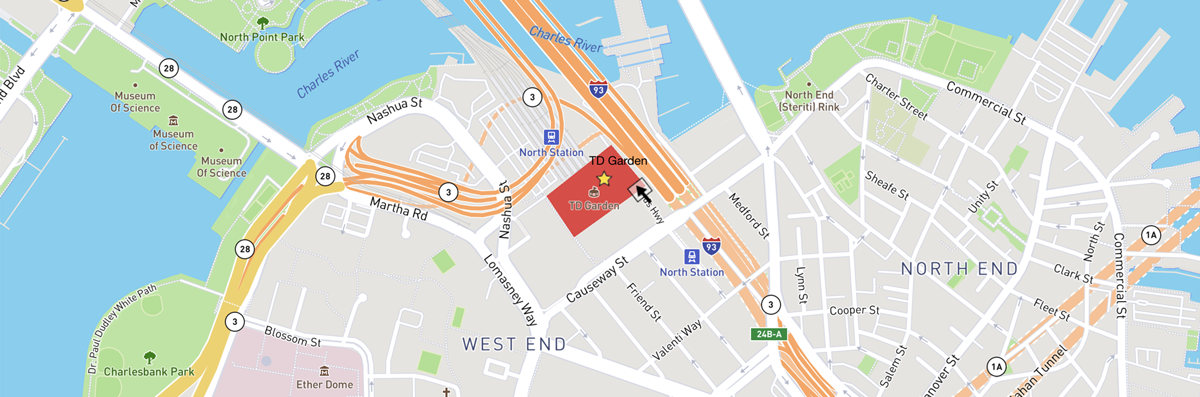 North Point Park
Charles River
Charles River
28
28
Museum
Of Science
Museum
of Science
Museum
Of Science
nd Blvd
Nashua St
3
93
North Station
TD Garden
TD Garden
28
3
Martha Rd
Nashua S
North End
(Steriti) Rink
Charter Street
Commercial St
Sheafe St
Unity St
Medford St
Hwy
28
Lomasney Way
Causeway St
North Station
93
NORTH END
1A
North St
Clark St
Commercial St
Dr. Paul Dudley White Path
3
Blossom St
WEST END
Friend St
Valenti Way
3
24B-A
Lynn St
Cooper St
Fleet St
Salem St
anover St
1A
ahan Tunnel
Charlesbank Park
Ether Dome